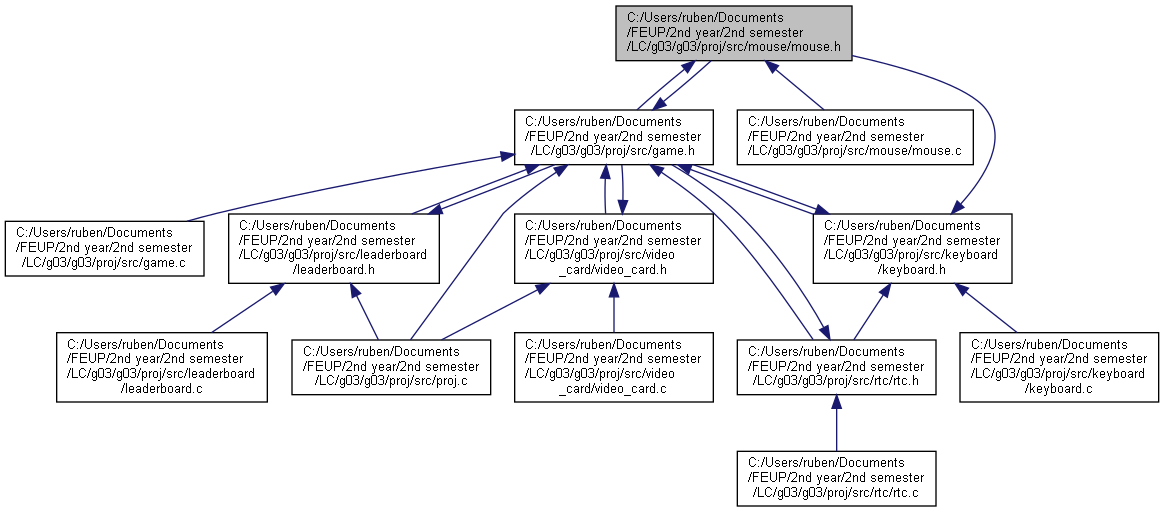 C:/Users/ruben/Documents
/FEUP/2nd year/2nd semester
/LC/g03/g03/proj/src/mouse/mouse.h
C:/Users/ruben/Documents
/FEUP/2nd year/2nd semester
/LC/g03/g03/proj/src/game.h
C:/Users/ruben/Documents
/FEUP/2nd year/2nd semester
/LC/g03/g03/proj/src/mouse/mouse.c
C:/Users/ruben/Documents
/FEUP/2nd year/2nd semester
/LC/g03/g03/proj/src/game.c
C:/Users/ruben/Documents
/FEUP/2nd year/2nd semester
/LC/g03/g03/proj/src/leaderboard
/leaderboard.h
C:/Users/ruben/Documents
/FEUP/2nd year/2nd semester
/LC/g03/g03/proj/src/video
_card/video_card.h
C:/Users/ruben/Documents
/FEUP/2nd year/2nd semester
/LC/g03/g03/proj/src/keyboard
/keyboard.h
C:/Users/ruben/Documents
/FEUP/2nd year/2nd semester
/LC/g03/g03/proj/src/leaderboard
/leaderboard.c
C:/Users/ruben/Documents
/FEUP/2nd year/2nd semester
/LC/g03/g03/proj/src/proj.c
C:/Users/ruben/Documents
/FEUP/2nd year/2nd semester
/LC/g03/g03/proj/src/video
_card/video_card.c
C:/Users/ruben/Documents
/FEUP/2nd year/2nd semester
/LC/g03/g03/proj/src/rtc/rtc.h
C:/Users/ruben/Documents
/FEUP/2nd year/2nd semester
/LC/g03/g03/proj/src/keyboard
/keyboard.c
C:/Users/ruben/Documents
/FEUP/2nd year/2nd semester
/LC/g03/g03/proj/src/rtc/rtc.c